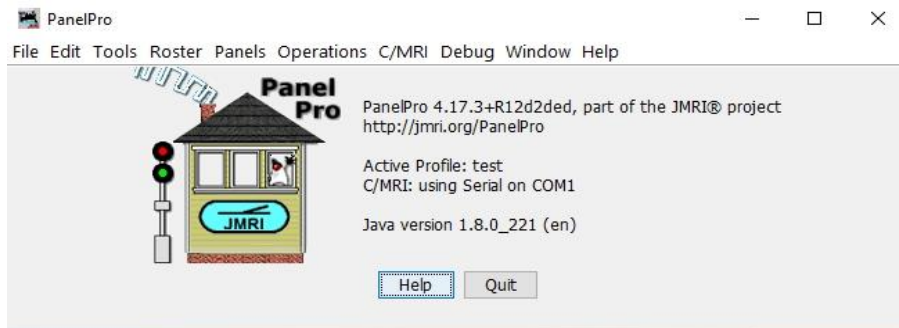 PanelPro
File Edit Tools Roster Panels Operations C/MRI Debug Window Help
Panel
Pro
PanelPro 4.17.3+R12d2ded, part of the JMRI® project
http://jmri.org/PanelPro
Active Profile: test
C/MRI: using Serial on COM1
Java version 1.8.0_221 (en)
JMRI
Help Quit